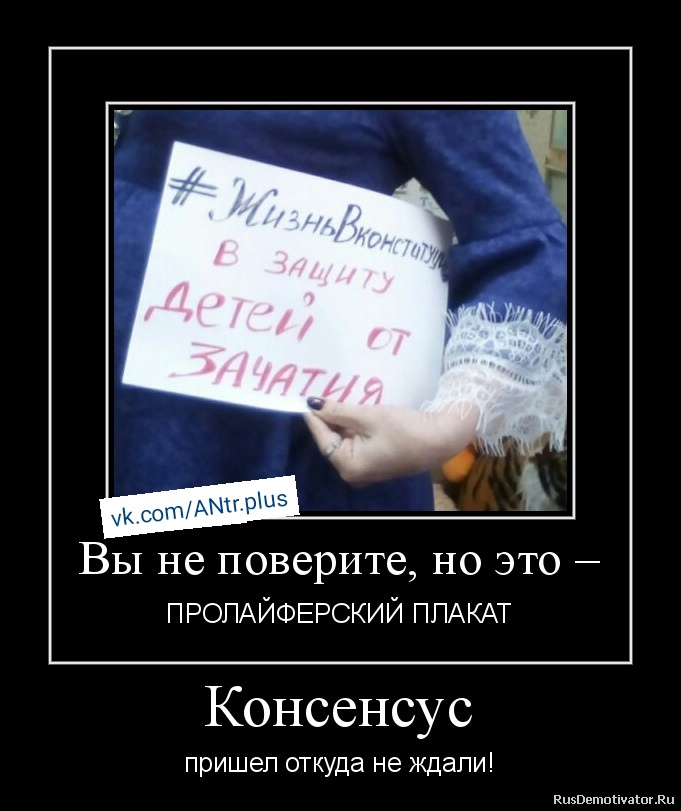 #ЖизньВконституц
В защиту
детей от
зачатия
vk.com/ANtr.plus
Вы не поверите, но это –
ПРОЛАЙФЕРСКИЙ ПЛАКАТ
Консенсус
пришел откуда не ждали!
RusDemotivator.Ru